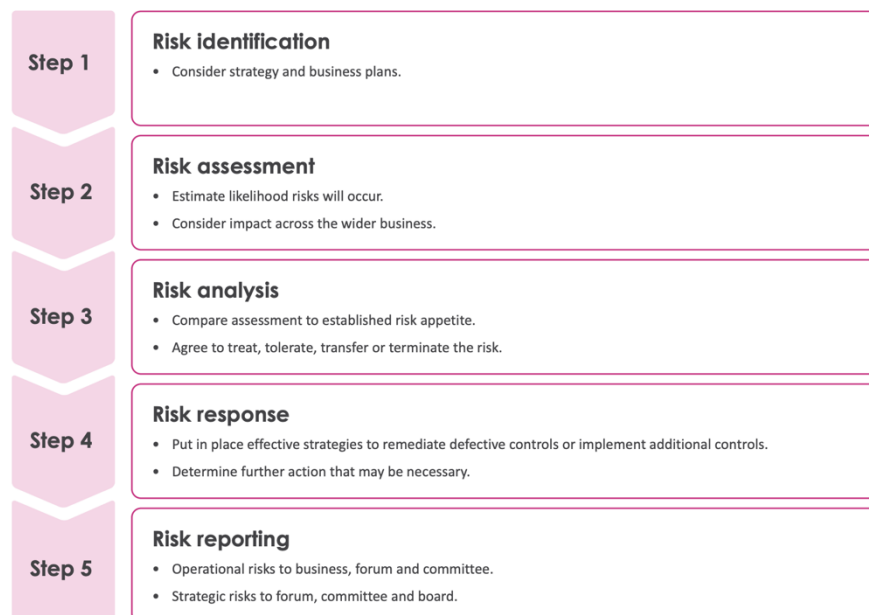 Step 1
Risk identification
• Consider strategy and business plans.
Step 2
Risk assessment
• Estimate likelihood risks will occur.
• Consider impact across the wider business.
Step 3
Risk analysis
• Compare assessment to established risk appetite.
• Agree to treat, tolerate, transfer or terminate the risk.
Step 4
Risk response
• Put in place effective strategies to remediate defective controls or implement additional controls.
• Determine further action that may be necessary.
Step 5
Risk reporting
• Operational risks to business, forum and committee.
• Strategic risks to forum, committee and board.